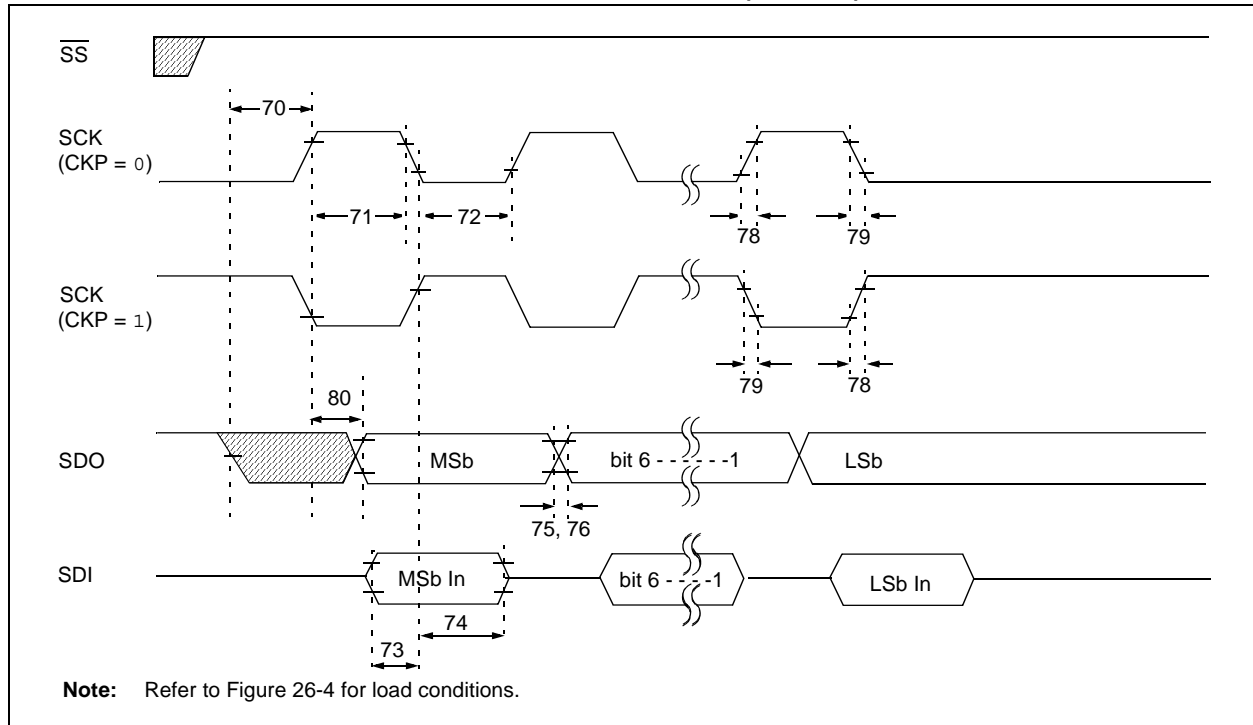 SS
70
SCK
(CKP = 0)
71
72
78
79
SCK
(CKP = 1)
79
78
80
SDO
MSb
bit 6 - - - - - -1
LSb
75, 76
SDI
MSb In
bit 6 - - - -1
LSb In
74
73
Note: Refer to Figure 26-4 for load conditions.